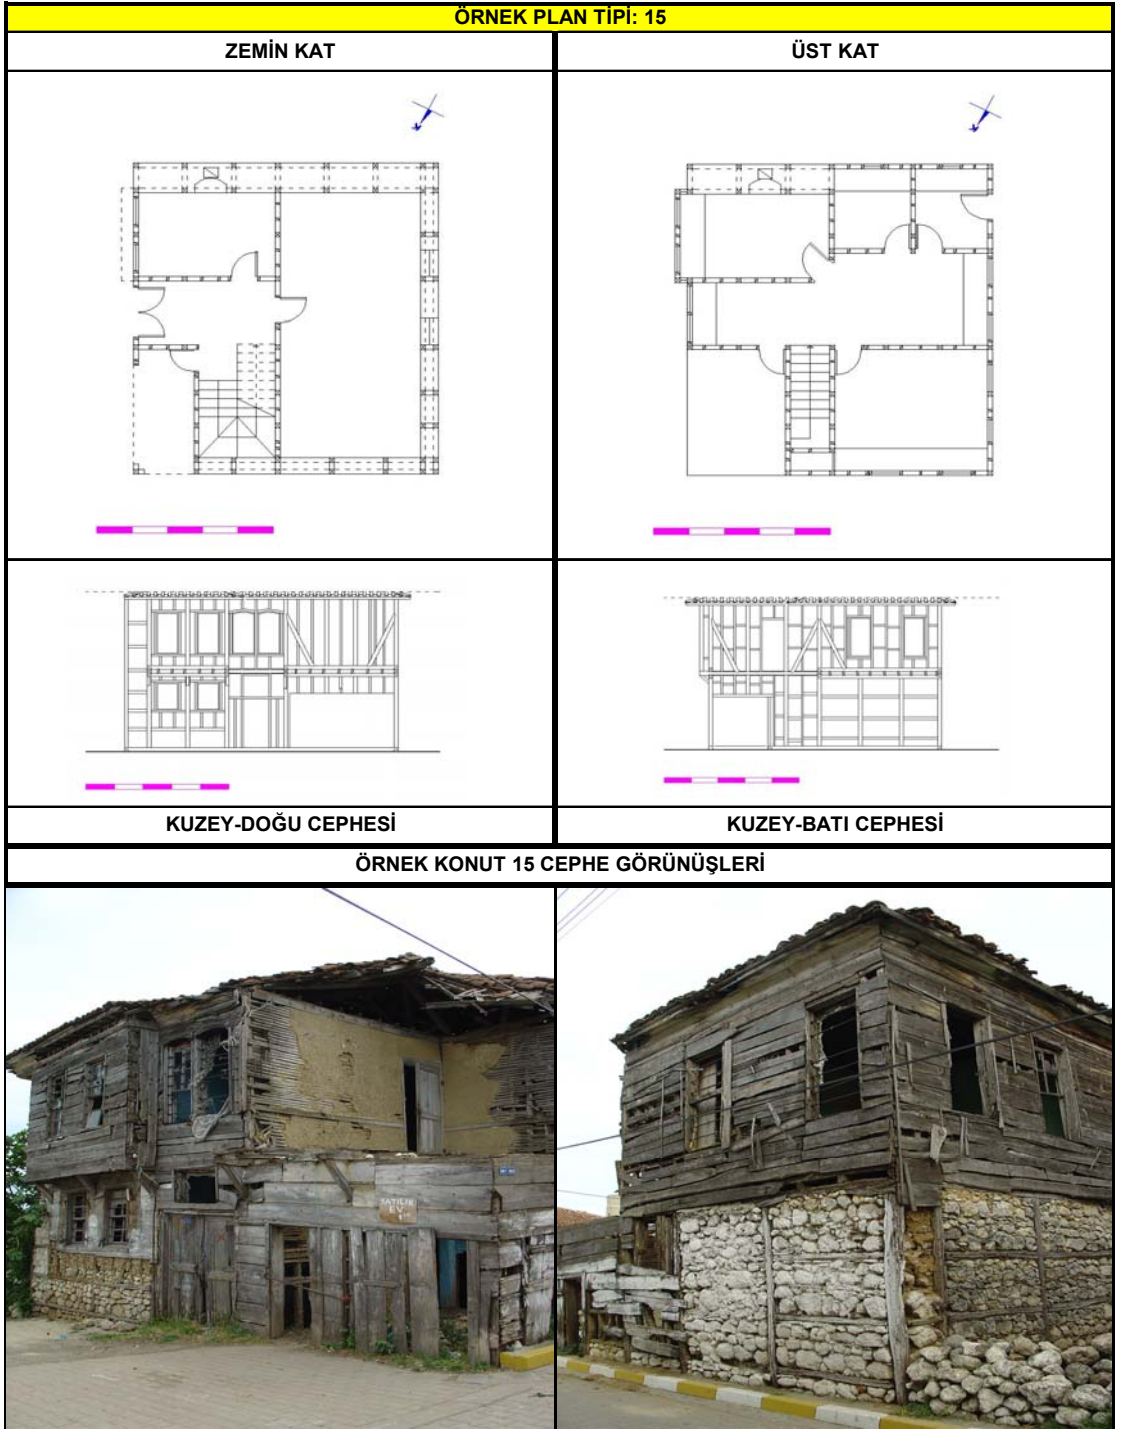 ÖRNEK PLAN TİPİ: 15
ZEMİN KAT
ÜST KAT
KUZEY-DOĞU CEPHESİ
KUZEY-BATI CEPHESİ
ÖRNEK KONUT 15 CEPHE GÖRÜNÜŞLERİ
SATILIK
EV